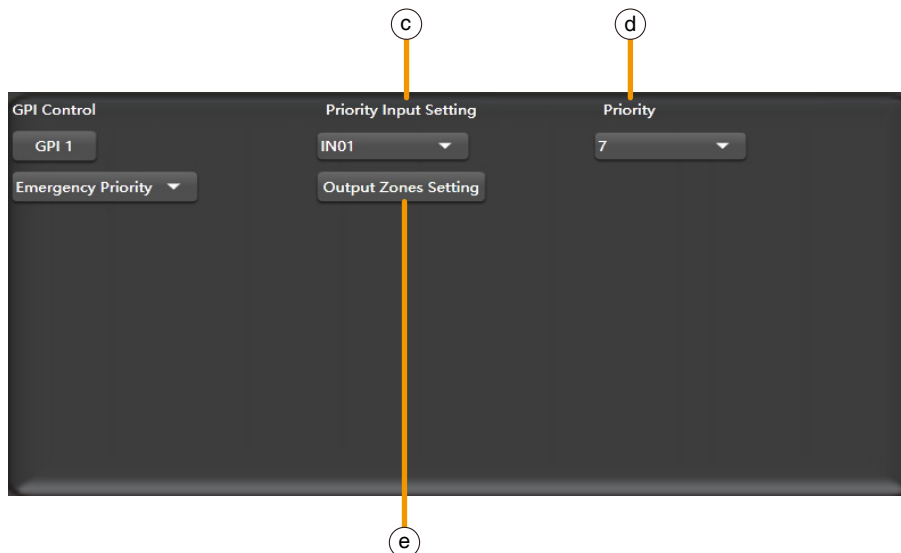 c d
GPI Control Priority Input Setting Priority
GPI 1 IN01 7
Emergency Priority Output Zones Setting
e